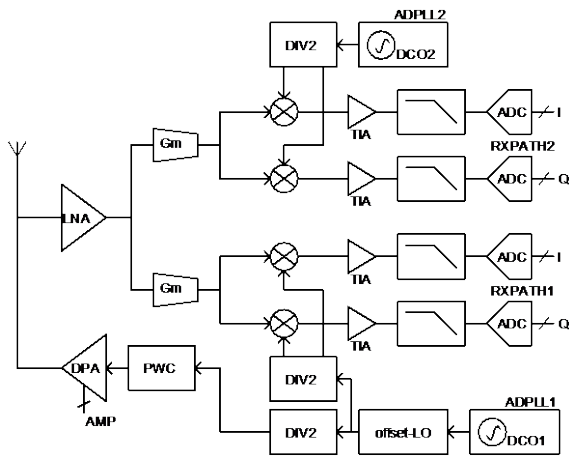 ADPLL2
DIV2
DCO2
Gm
TIA
ADC
I
RXPATH2
TIA
ADC
Q
LNA
Gm
TIA
ADC
I
RXPATH1
TIA
ADC
Q
DPA
PWC
DIV2
AMP
ADPLL1
DIV2
offset-LO
DCO1